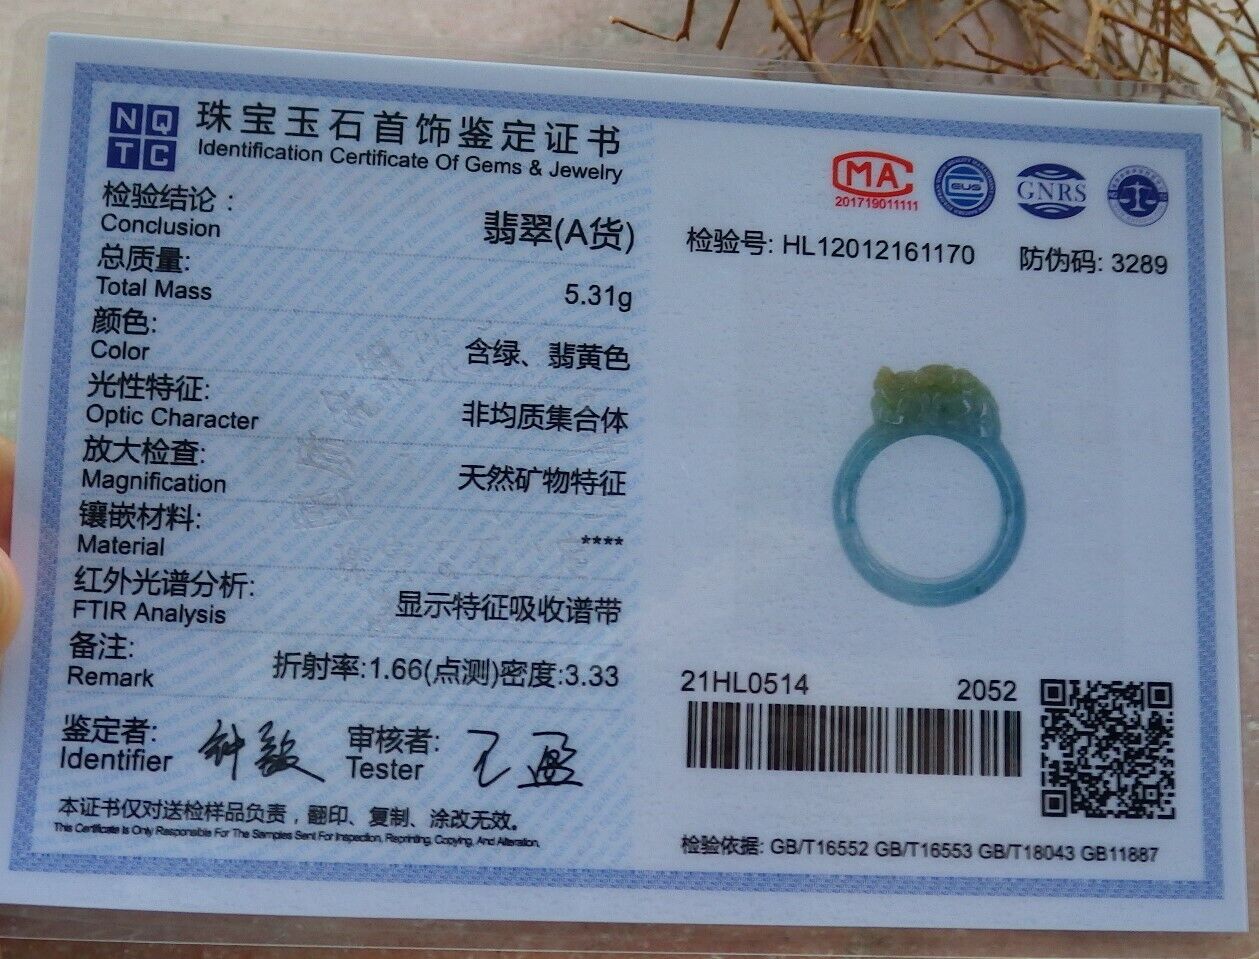 NQ
TC
珠宝玉石首饰鉴定证书
Identification Certificate Of Gems & Jewelry
检验结论：
Conclusion
翡翠(A货)
总质量:
Total Mass
5.31g
颜色:
Color
含绿、翡黄色
光性特征:
Optic Character
非均质集合体
放大检查:
Magnification
天然矿物特征
镶嵌材料:
Material
****
红外光谱分析:
FTIR Analysis
显示特征吸收谱带
备注:
Remark
折射率:1.66(点测)密度:3.33
鉴定者:
Identifier
审核者:
Tester
本证书仅对送检样品负责，翻印、复制、涂改无效。
This Certificate is Only Responsible For The Samples Sent For Inspection, Reprinting, Copying, And Alteration.
MA
201719011111
GNRS
检验号: HL12012161170
防伪码: 3289
21HL0514
2052
检验依据: GB/T16552 GB/T16553 GB/T18043 GB11887